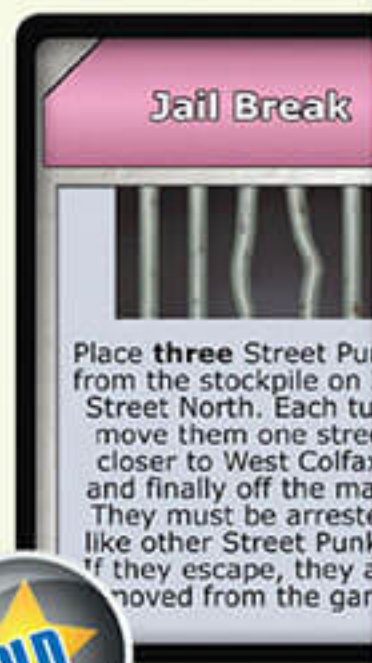 Jail Break
Place three Street Pu
from the stockpile on
Street North. Each tu
move them one stree
closer to West Colfax
and finally off the ma
They must be arreste
like other Street Punk
If they escape, they a
moved from the gar